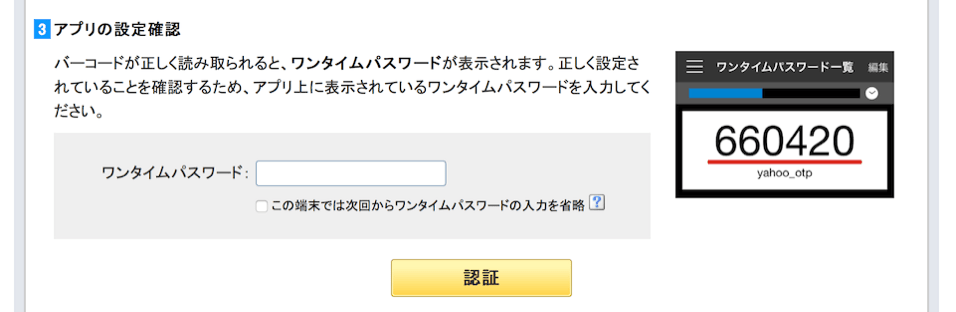 3 アプリの設定確認
バーコードが正しく読み取られると、ワンタイムパスワードが表示されます。正しく設定さ
れていることを確認するため、アプリ上に表示されているワンタイムパスワードを入力してく
ださい。
ワンタイムパスワード一覧 編集
660420
yahoo_otp
ワンタイムパスワード:
この端末では次回からワンタイムパスワードの入力を省略 ?
認証